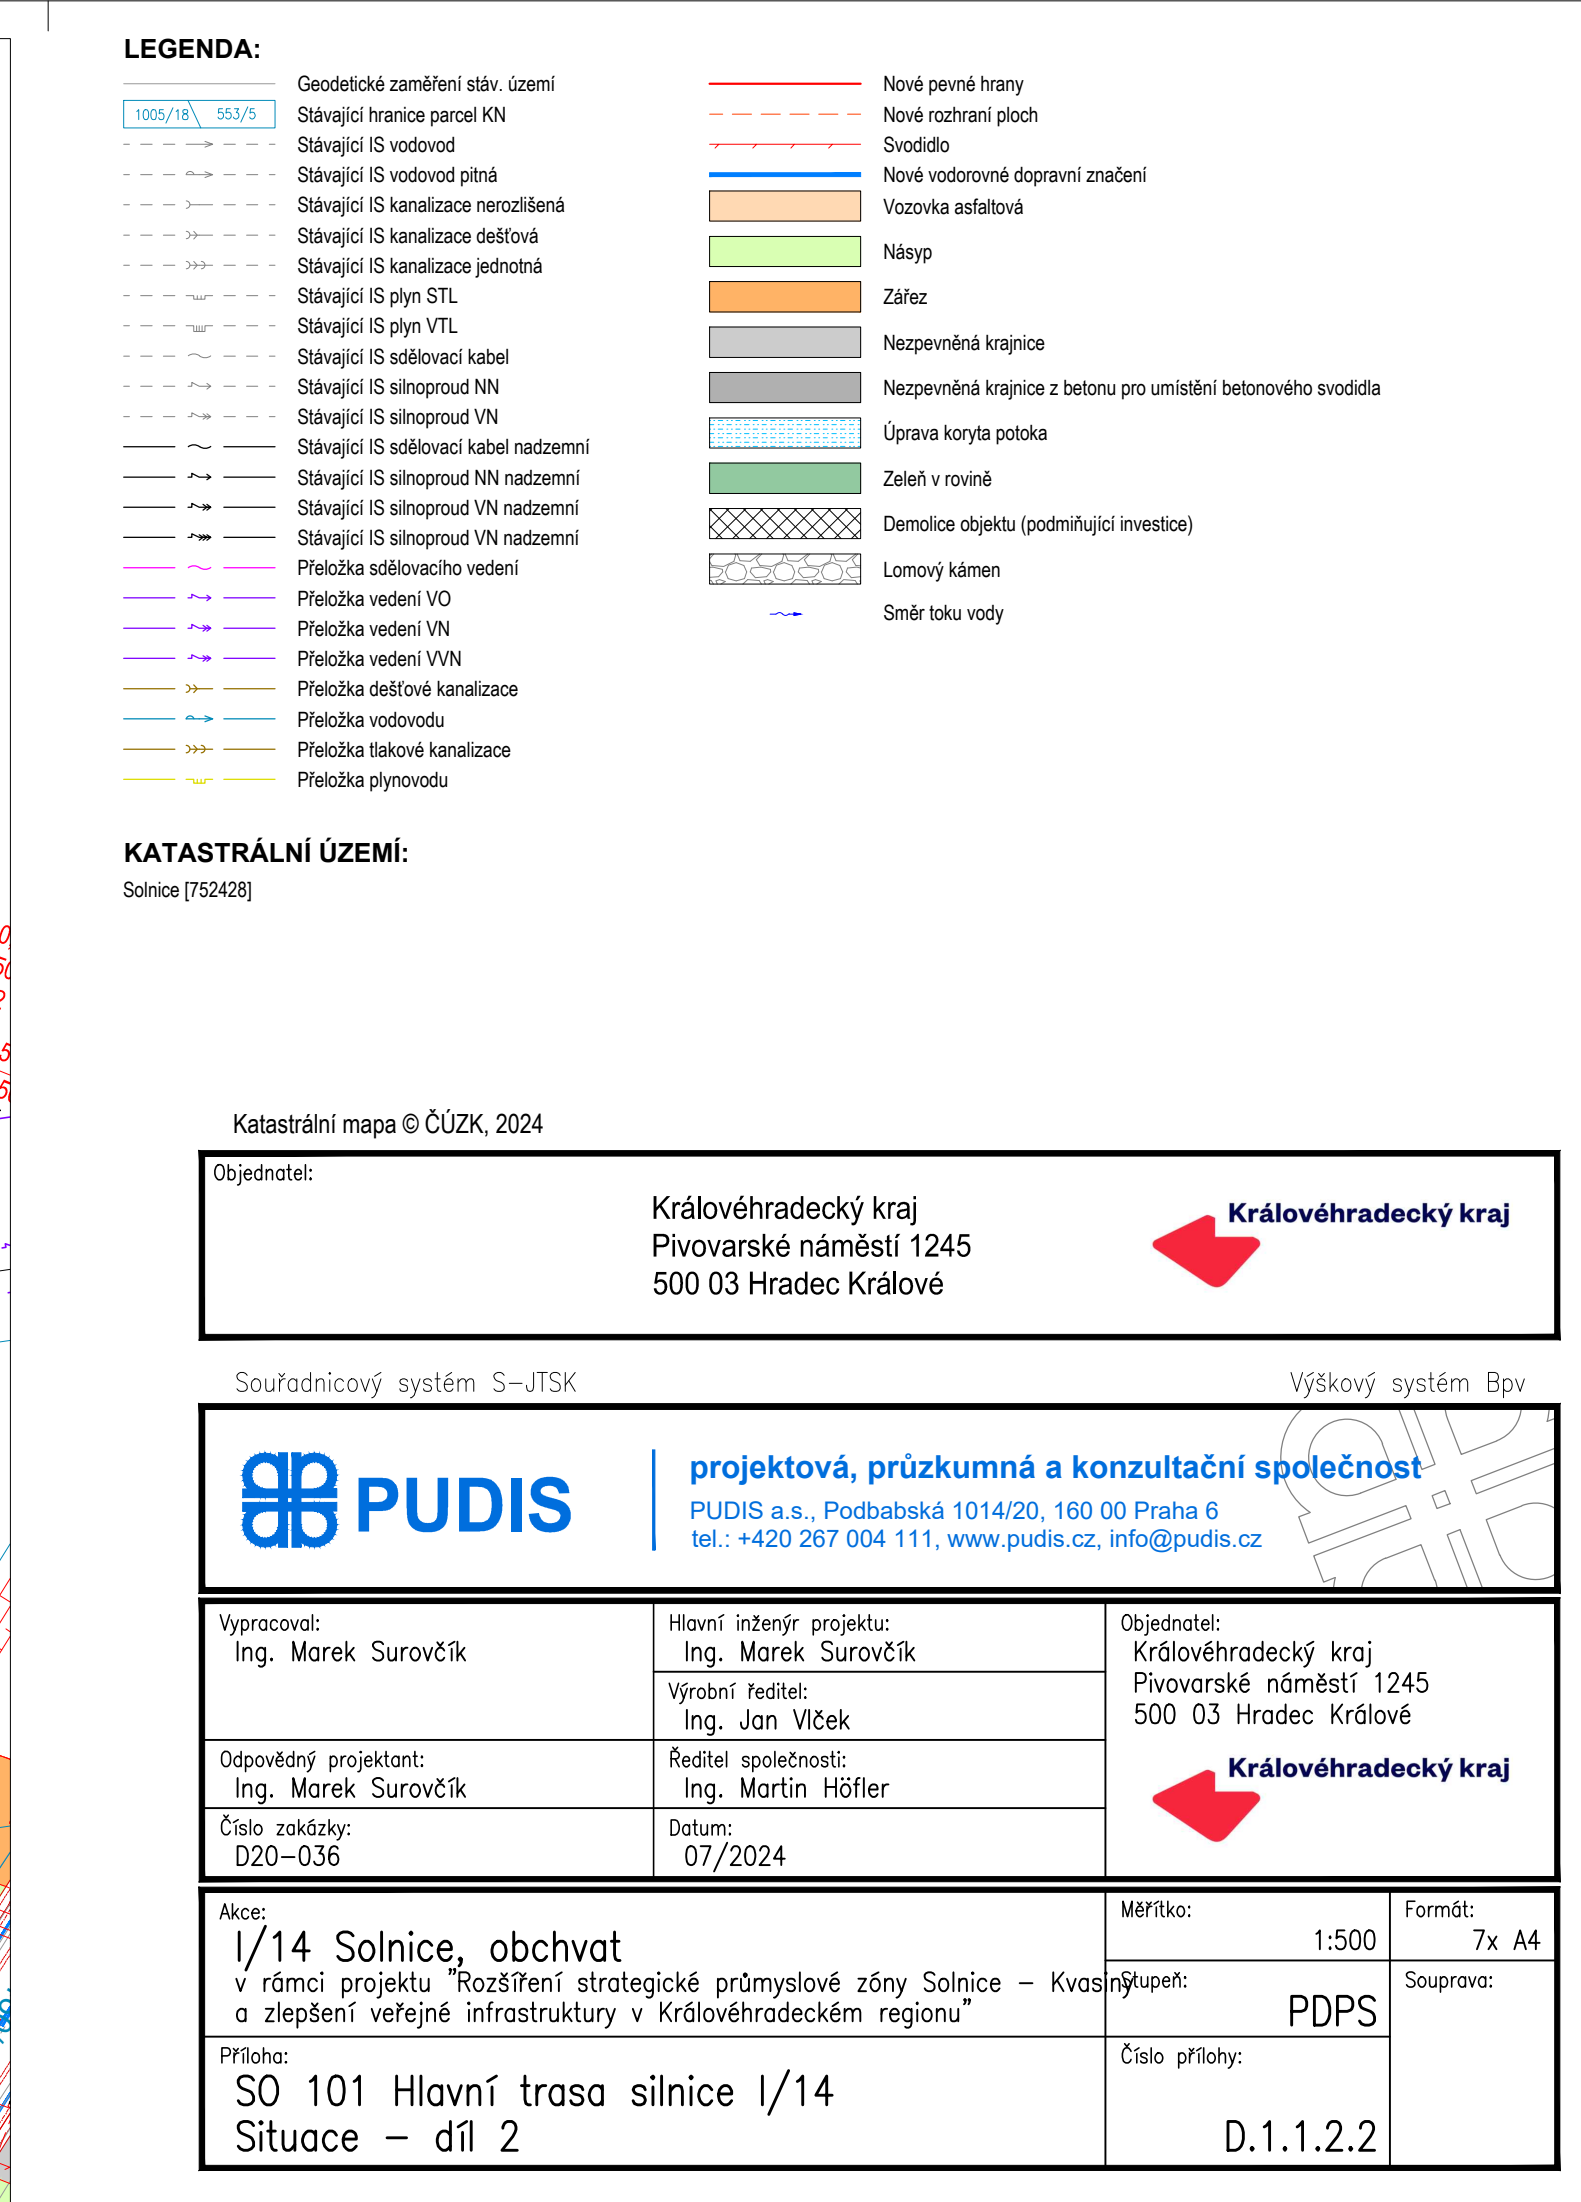 LEGENDA:
Geodetické zaměření stáv. území
1005/18 553/5 Stávající hranice parcel KN
Stávající IS vodovod
Stávající IS vodovod pitná
Stávající IS kanalizace nerozlišená
Stávající IS kanalizace dešťová
Stávající IS kanalizace jednotná
Stávající IS plyn STL
Stávající IS plyn VTL
Stávající IS sdělovací kabel
Stávající IS silnoproud NN
Stávající IS silnoproud VN
Stávající IS sdělovací kabel nadzemní
Stávající IS silnoproud NN nadzemní
Stávající IS silnoproud VN nadzemní
Stávající IS silnoproud VN nadzemní
Přeložka sdělovacího vedení
Přeložka vedení VO
Přeložka vedení VN
Přeložka vedení VVN
Přeložka dešťové kanalizace
Přeložka vodovodu
Přeložka tlakové kanalizace
Přeložka plynovodu
Nové pevné hrany
Nové rozhraní ploch
Svodidlo
Nové vodorovné dopravní značení
Vozovka asfaltová
Násyp
Zářez
Nezpevněná krajnice
Nezpevněná krajnice z betonu pro umístění betonového svodidla
Úprava koryta potoka
Zeleň v rovině
Demolice objektu (podmiňující investice)
Lomový kámen
Směr toku vody
KATASTRÁLNÍ ÚZEMÍ:
Solnice [752428]
Katastrální mapa © ČÚZK, 2024
Objednatel:
Královéhradecký kraj
Pivovarské náměstí 1245
500 03 Hradec Králové
Královéhradecký kraj
Souřadnicový systém S-JTSK
Výškový systém Bpv
PUDIS
projektová, průzkumná a konzultační společnost
PUDIS a.s., Podbabská 1014/20, 160 00 Praha 6
tel.: +420 267 004 111, www.pudis.cz, info@pudis.cz
Vypracoval:
Ing. Marek Surovčík
Hlavní inženýr projektu:
Ing. Marek Surovčík
Výrobní ředitel:
Ing. Jan Vlček
Odpovědný projektant:
Ing. Marek Surovčík
Ředitel společnosti:
Ing. Martin Höfler
Číslo zakázky:
D20-036
Datum:
07/2024
Objednatel:
Královéhradecký kraj
Pivovarské náměstí 1245
500 03 Hradec Králové
Královéhradecký kraj
Akce:
I/14 Solnice, obchvat
v rámci projektu "Rozšíření strategické průmyslové zóny Solnice - Kvasiny
a zlepšení veřejné infrastruktury v Královéhradeckém regionu"
Měřítko:
1:500
Formát:
7x A4
Stupeň:
PDPS
Souprava:
Příloha:
SO 101 Hlavní trasa silnice I/14
Situace - díl 2
Číslo přílohy:
D.1.1.2.2